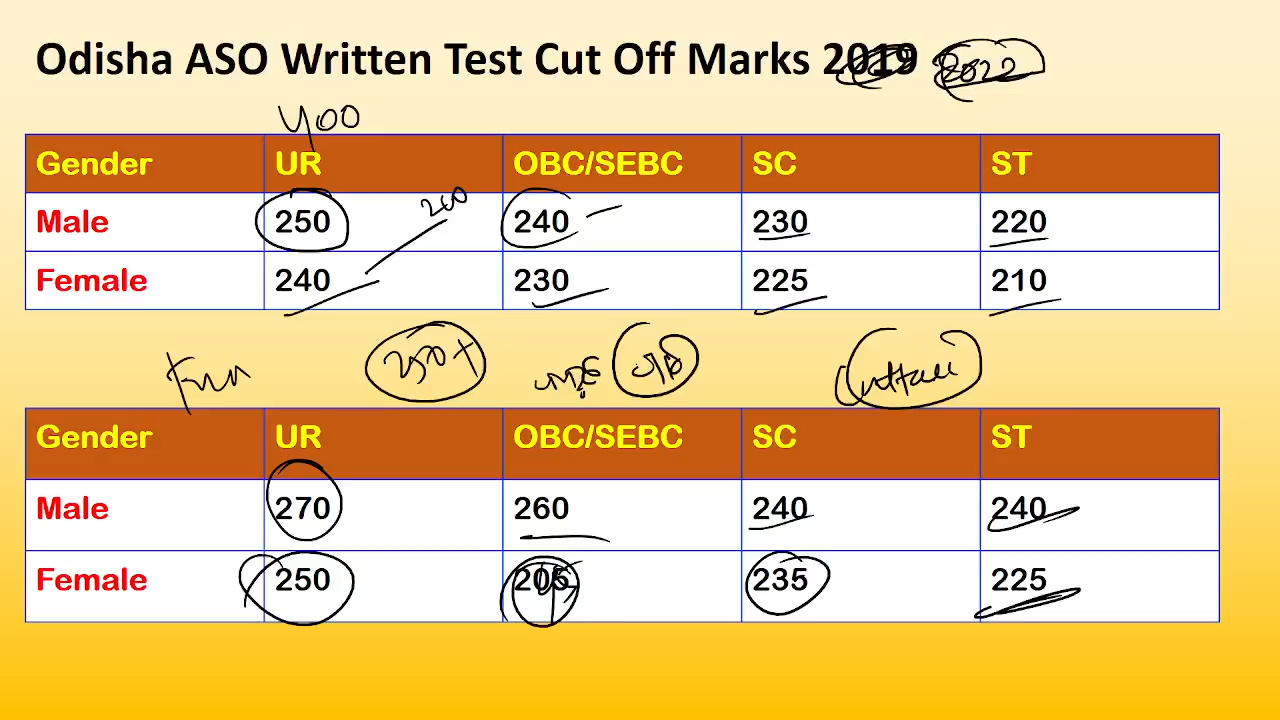 Odisha ASO Written Test Cut Off Marks 2019 2022
400
Gender UR OBC/SEBC SC ST
Male 250 240 230 220
200
Female 240 230 225 210
250+
Gender UR OBC/SEBC SC ST
Male 270 260 240 240
Female 250 205 235 225